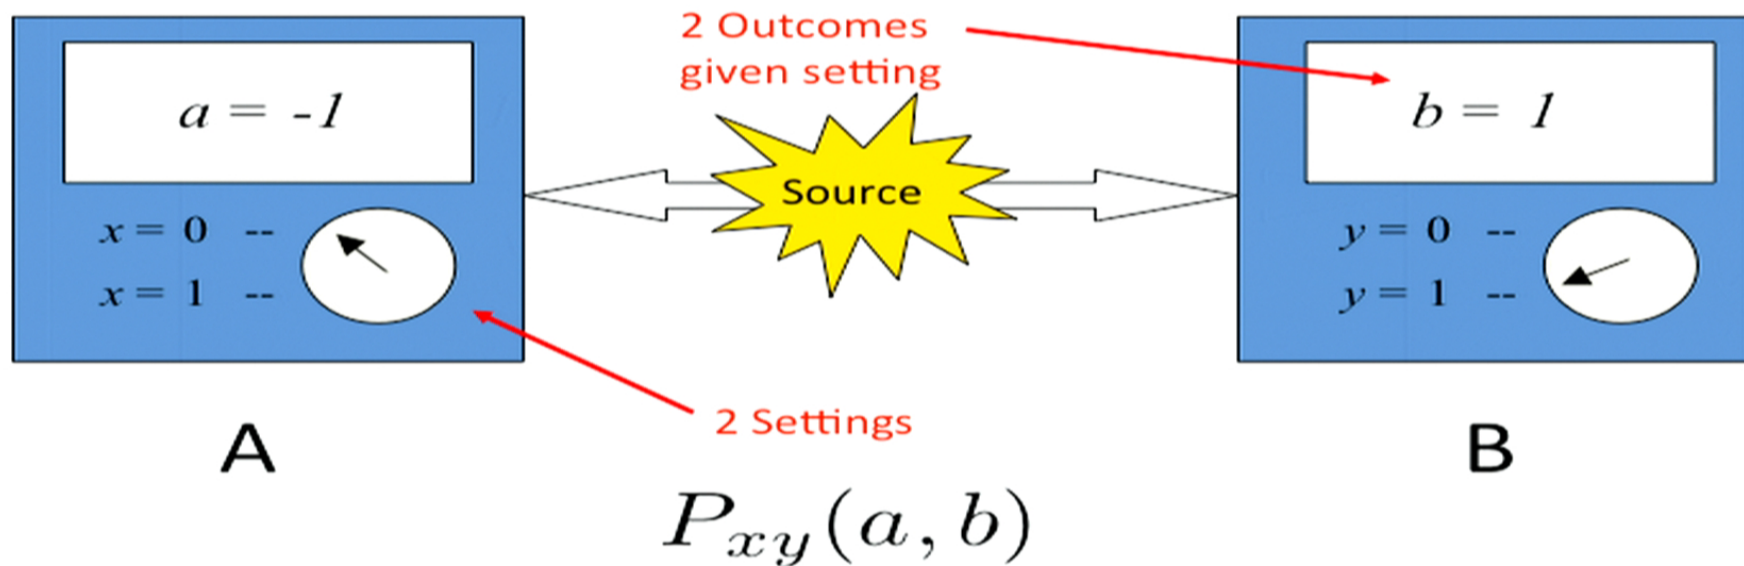 2 Outcomes
given setting
a = -1
b = 1
Source
x = 0 --
x = 1 --
y = 0 --
y = 1 --
2 Settings
A
B
P_{xy}(a, b)